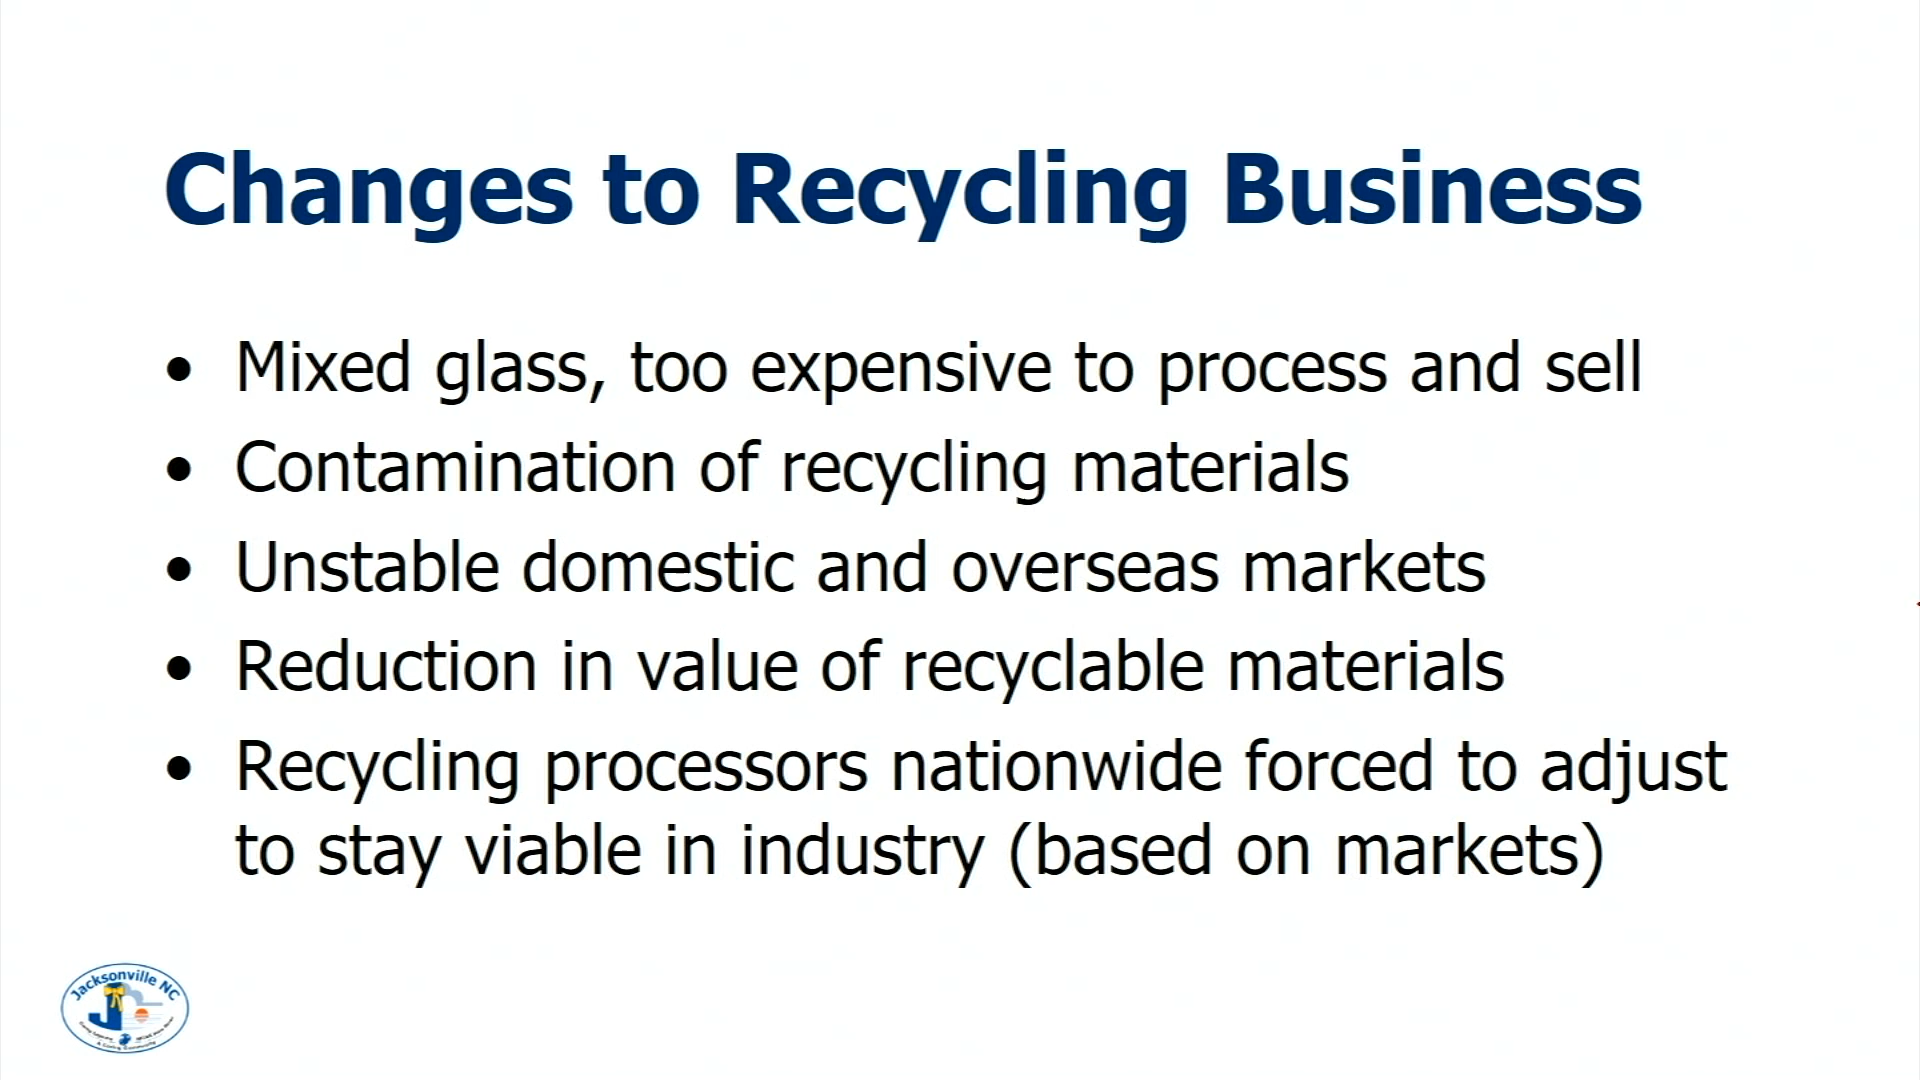 Changes to Recycling Business
• Mixed glass, too expensive to process and sell
• Contamination of recycling materials
• Unstable domestic and overseas markets
• Reduction in value of recyclable materials
• Recycling processors nationwide forced to adjust
to stay viable in industry (based on markets)
Jacksonville NC
A Caring Community